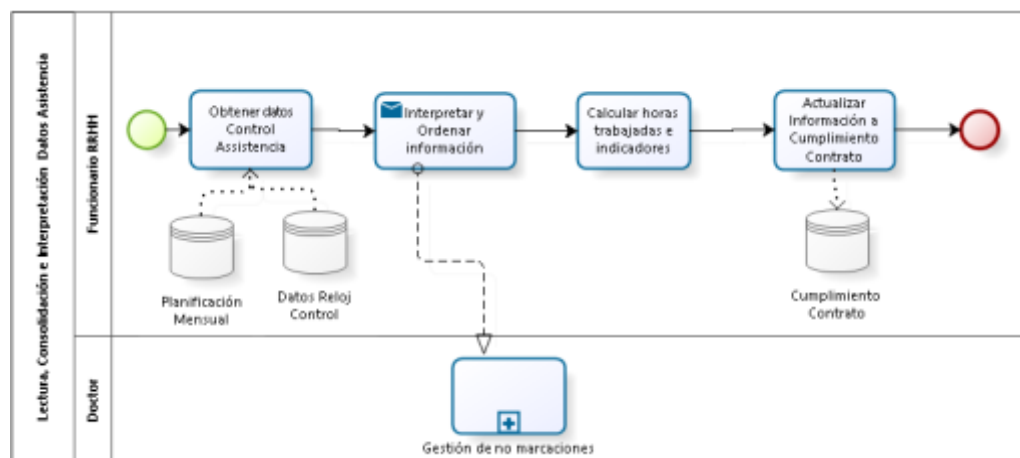 Lectura, Consolidación e Interpretación Datos Asistencia
Funcionario RRHH
Obtener datos
Control
Assistencia
Interpretar y
Ordenar
información
Calcular horas
trabajadas e
indicadores
Actualizar
Información a
Cumplimiento
Contrato
Planificación
Mensual
Datos Reloj
Control
Cumplimiento
Contrato
Doctor
Gestión de no marcaciones